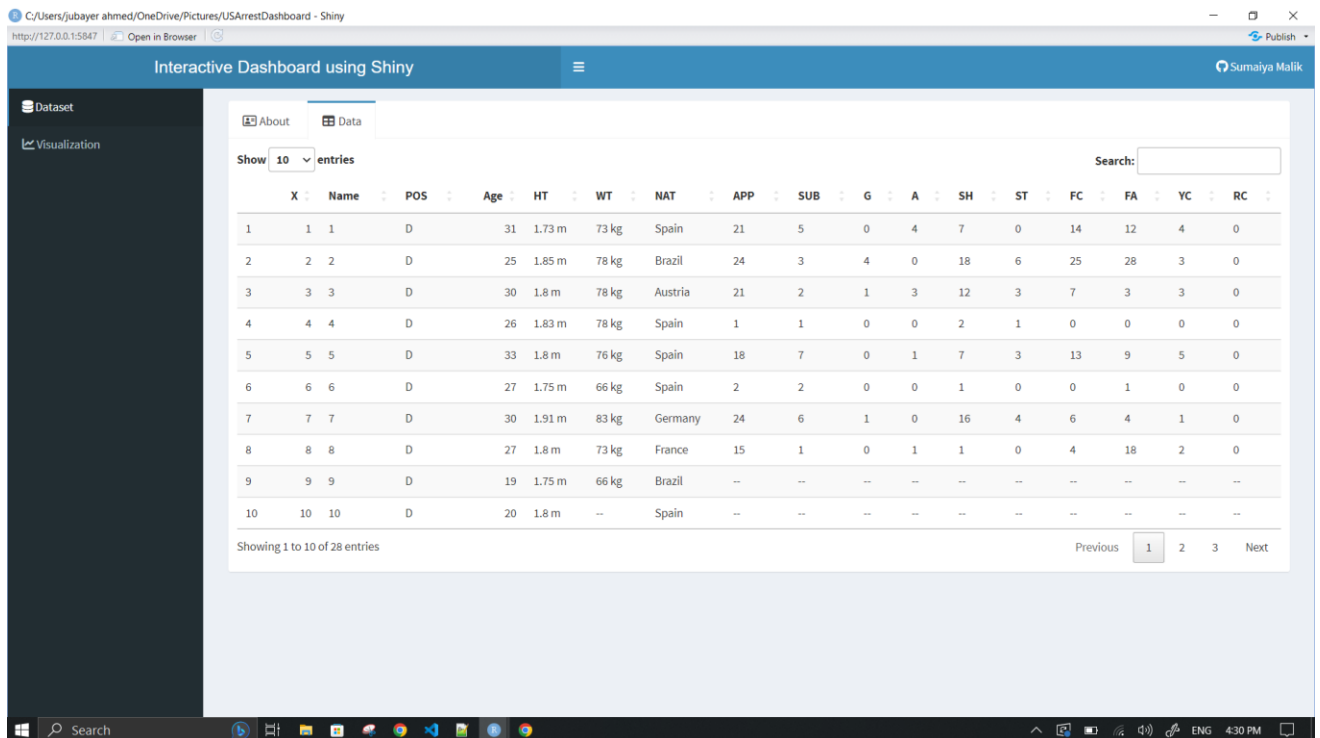 C:/Users/jubayer ahmed/OneDrive/Pictures/USArrestDashboard - Shiny
http://127.0.0.1:5847 Open in Browser Publish
Interactive Dashboard using Shiny Sumaiya Malik
Dataset
Visualization
About Data
Show 10 entries Search:
X Name POS Age HT WT NAT APP SUB G A SH ST FC FA YC RC
1 1 1 D 31 1.73 m 73 kg Spain 21 5 0 4 7 0 14 12 4 0
2 2 2 D 25 1.85 m 78 kg Brazil 24 3 4 0 18 6 25 28 3 0
3 3 3 D 30 1.8 m 78 kg Austria 21 2 1 3 12 3 7 3 3 0
4 4 4 D 26 1.83 m 78 kg Spain 1 1 0 0 2 1 0 0 0 0
5 5 5 D 33 1.8 m 76 kg Spain 18 7 0 1 7 3 13 9 5 0
6 6 6 D 27 1.75 m 66 kg Spain 2 2 0 0 1 0 0 1 0 0
7 7 7 D 30 1.91 m 83 kg Germany 24 6 1 0 16 4 6 4 1 0
8 8 8 D 27 1.8 m 73 kg France 15 1 0 1 1 0 4 18 2 0
9 9 9 D 19 1.75 m 66 kg Brazil -- -- -- -- -- -- -- -- -- --
10 10 10 D 20 1.8 m -- Spain -- -- -- -- -- -- -- -- -- --
Showing 1 to 10 of 28 entries Previous 1 2 3 Next
Search ENG 4:30 PM